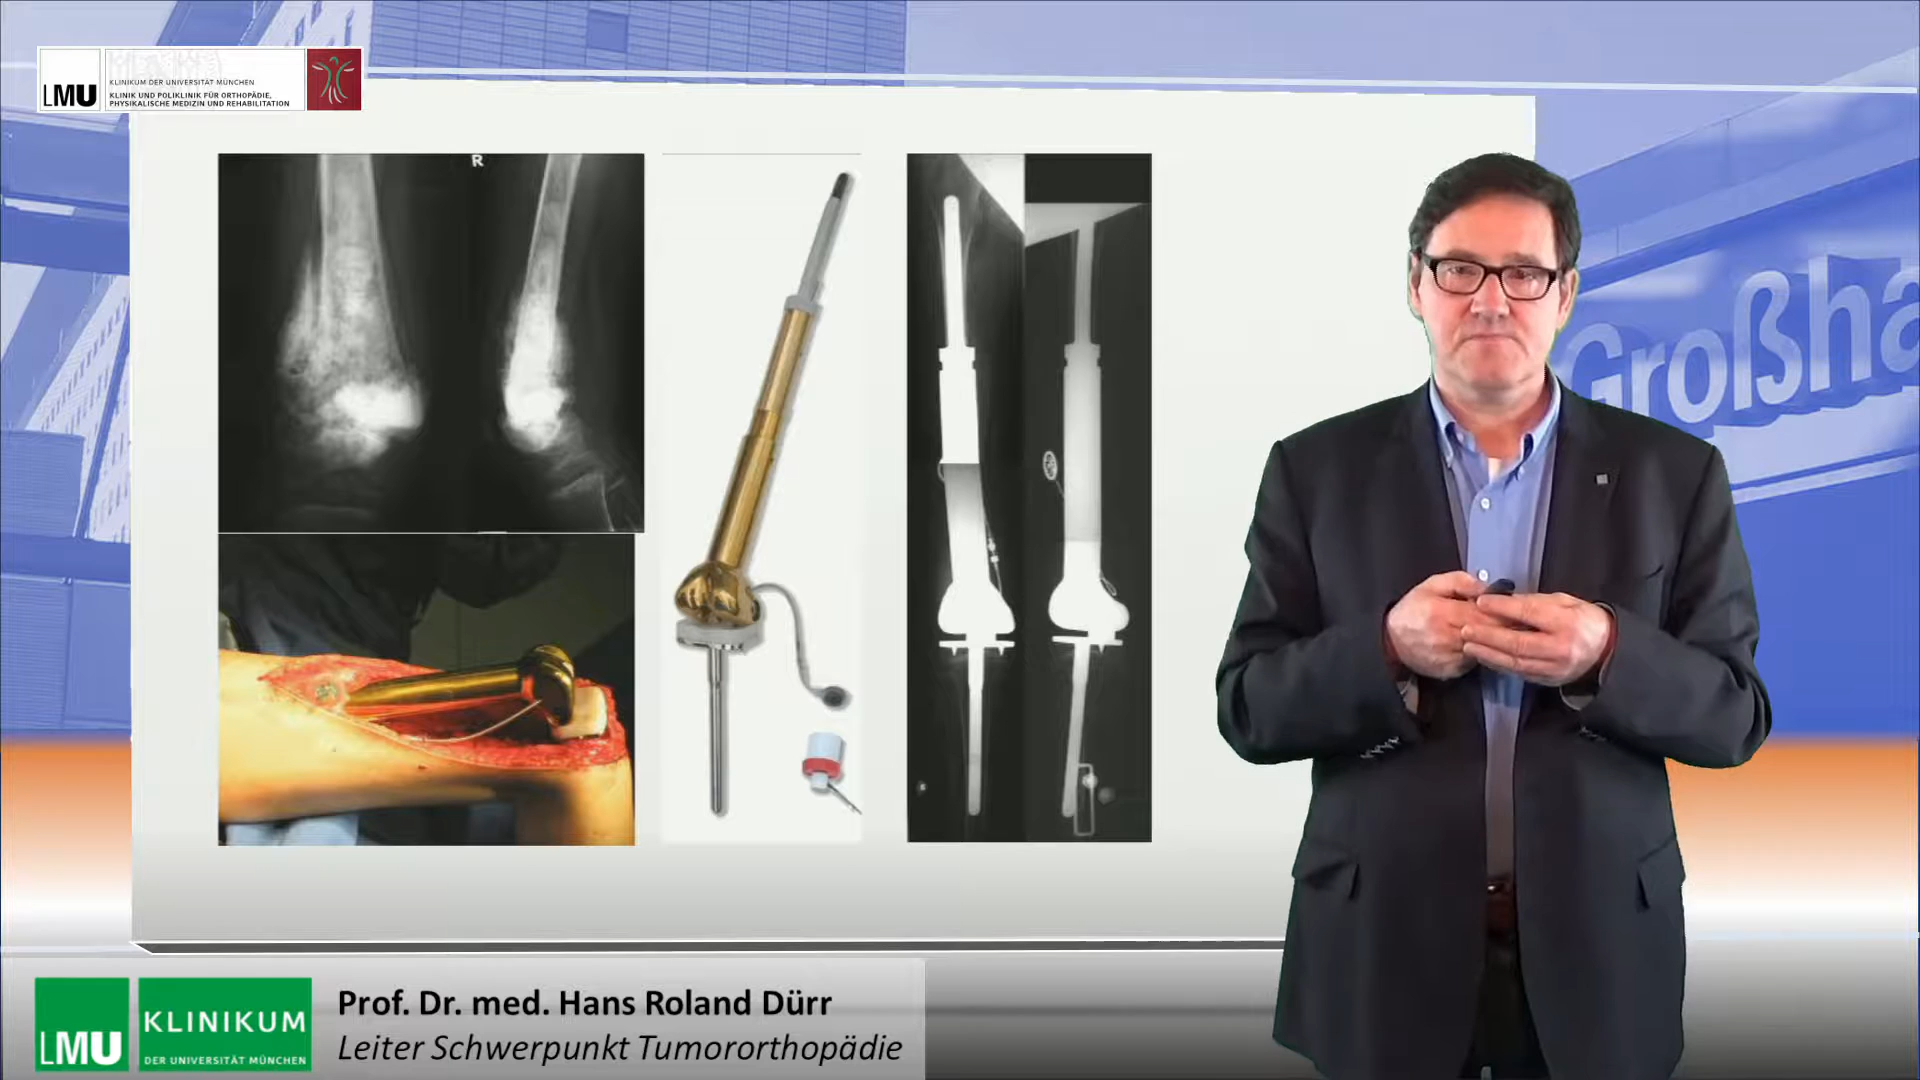 LMU
KLINIKUM DER UNIVERSITÄT MÜNCHEN
KLINIK UND POLIKLINIK FÜR ORTHOPÄDIE,
PHYSIKALISCHE MEDIZIN UND REHABILITATION
R
Großha
LMU
KLINIKUM
DER UNIVERSITÄT MÜNCHEN
Prof. Dr. med. Hans Roland Dürr
Leiter Schwerpunkt Tumororthopädie